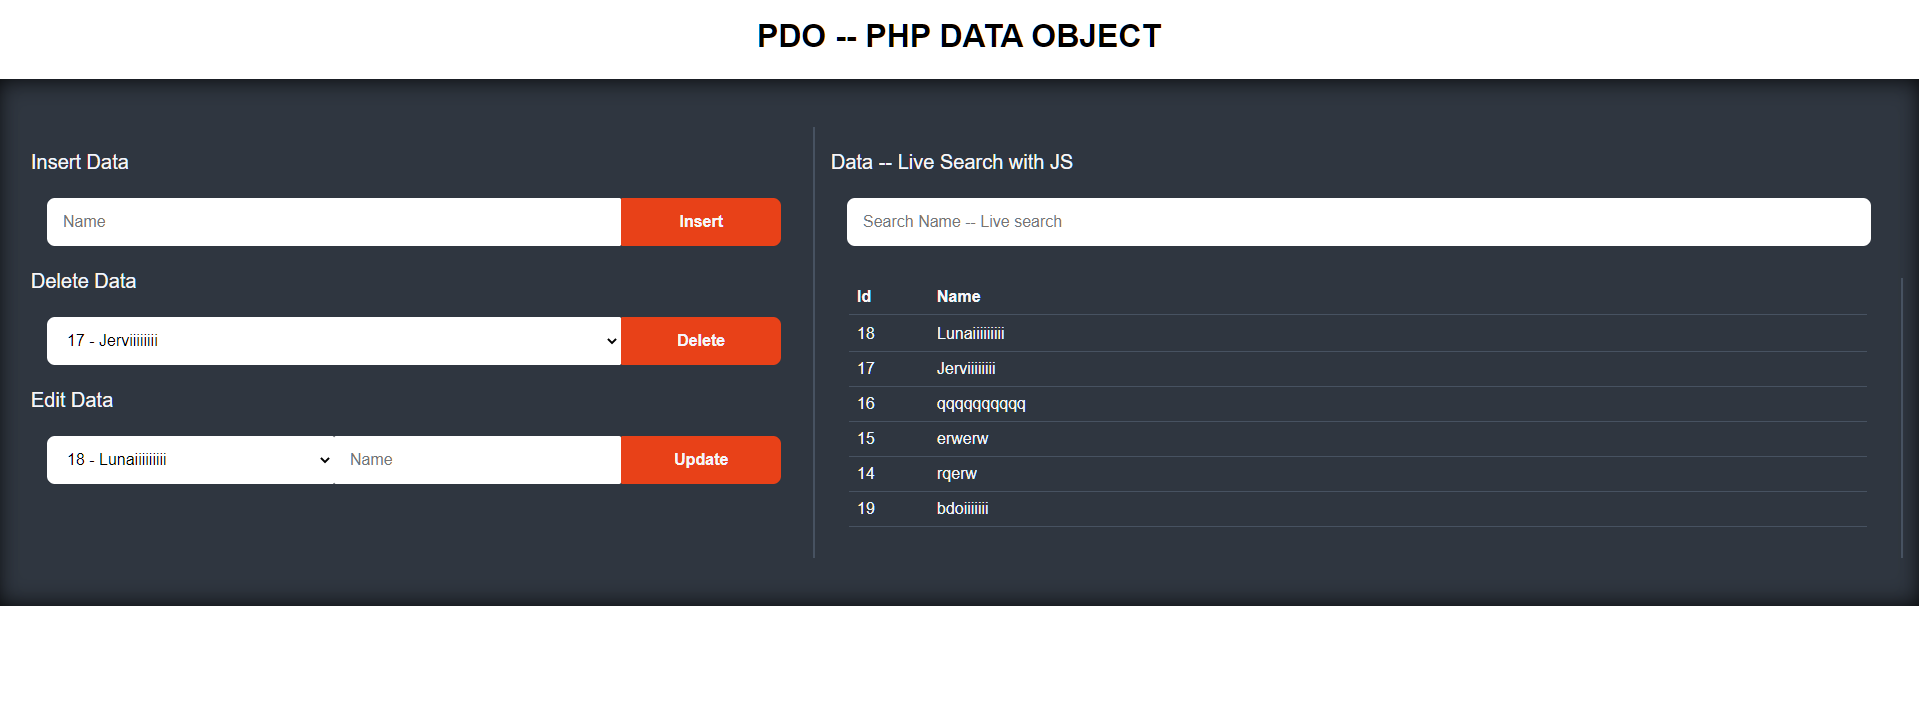 PDO -- PHP DATA OBJECT
Insert Data
Name
Insert
Delete Data
17 - Jerviiiiiiii
Delete
Edit Data
18 - Lunaiiiiiiiii
Name
Update
Data -- Live Search with JS
Search Name -- Live search
Id Name
18 Lunaiiiiiiiii
17 Jerviiiiiiii
16 qqqqqqqqqq
15 erwerw
14 rqerw
19 bdoiiiiiii